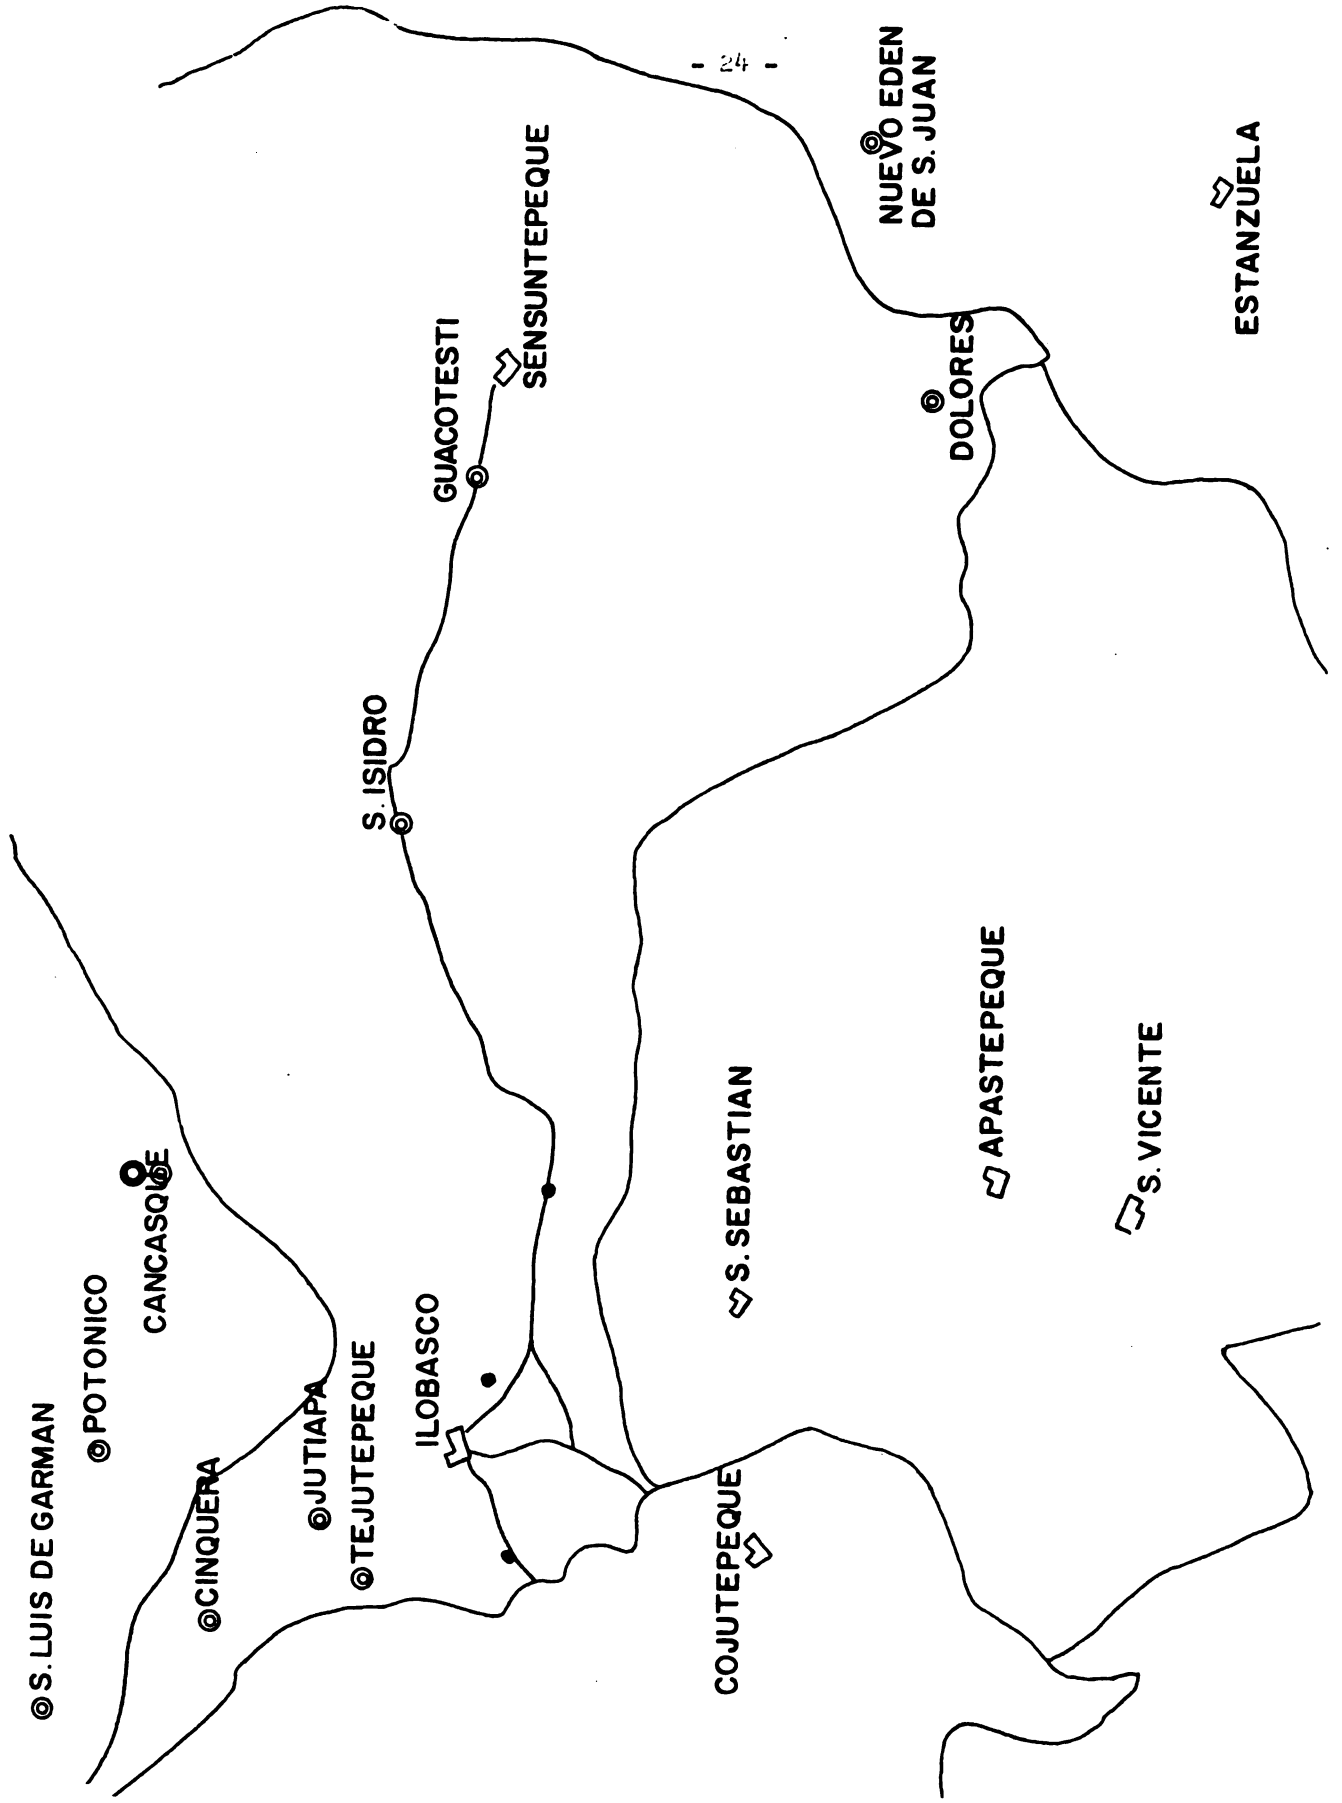 - 24 -
S. LUIS DE GARMAN
POTONICO
CANCASQUE
CINQUERA
JUTIAPA
TEJUTEPEQUE
ILOBASCO
S. ISIDRO
GUACOTESTI
SENSUNTEPEQUE
COJUTEPEQUE
S. SEBASTIAN
APASTEPEQUE
S. VICENTE
DOLORES
NUEVO EDEN
DE S. JUAN
ESTANZUELA